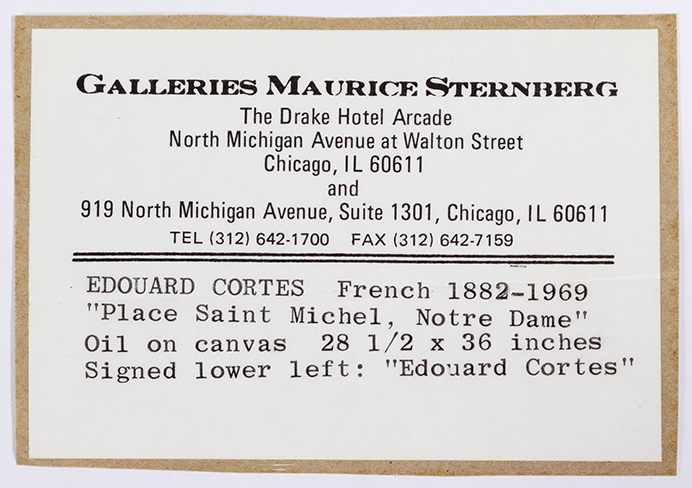 GALLERIES MAURICE STERNBERG
The Drake Hotel Arcade
North Michigan Avenue at Walton Street
Chicago, IL 60611
and
919 North Michigan Avenue, Suite 1301, Chicago, IL 60611
TEL (312) 642-1700 FAX (312) 642-7159
EDOUARD CORTES French 1882-1969
"Place Saint Michel, Notre Dame"
Oil on canvas 28 1/2 x 36 inches
Signed lower left: "Edouard Cortes"